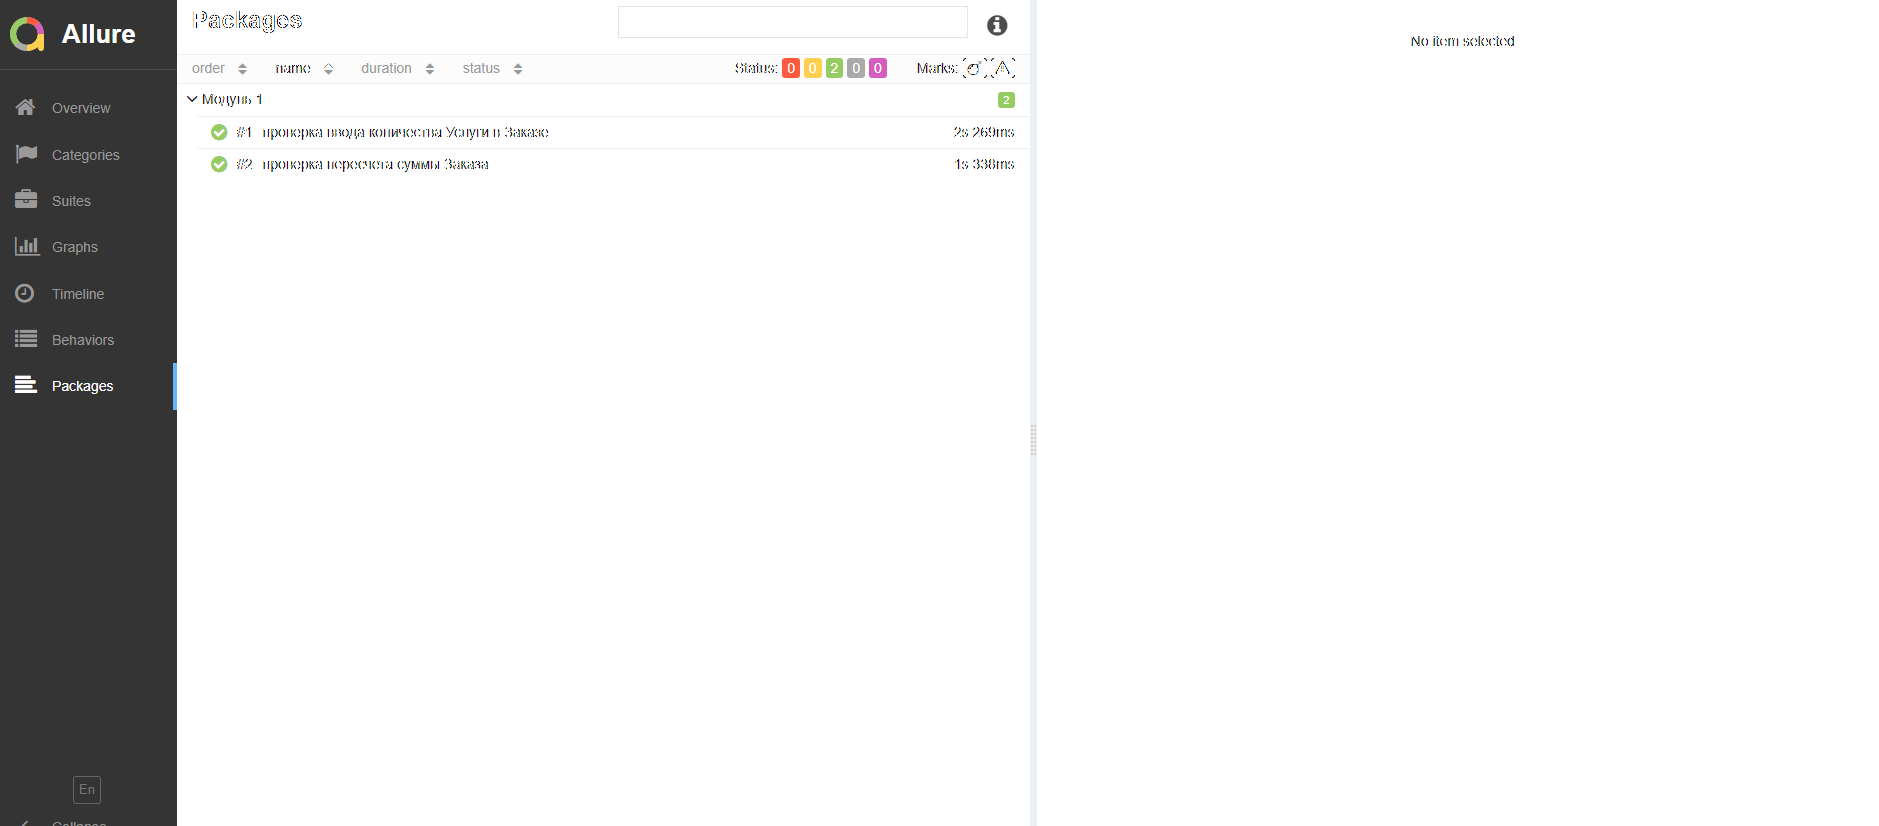 Allure
Overview
Categories
Suites
Graphs
Timeline
Behaviors
Packages
En
Collapse
Packages
order name duration status Status: 0 0 2 0 0 Marks:
Модуль 1 2
#1 проверка ввода количества Услуги в Заказе 2s 269ms
#2 проверка пересчета суммы Заказа 1s 338ms
No item selected